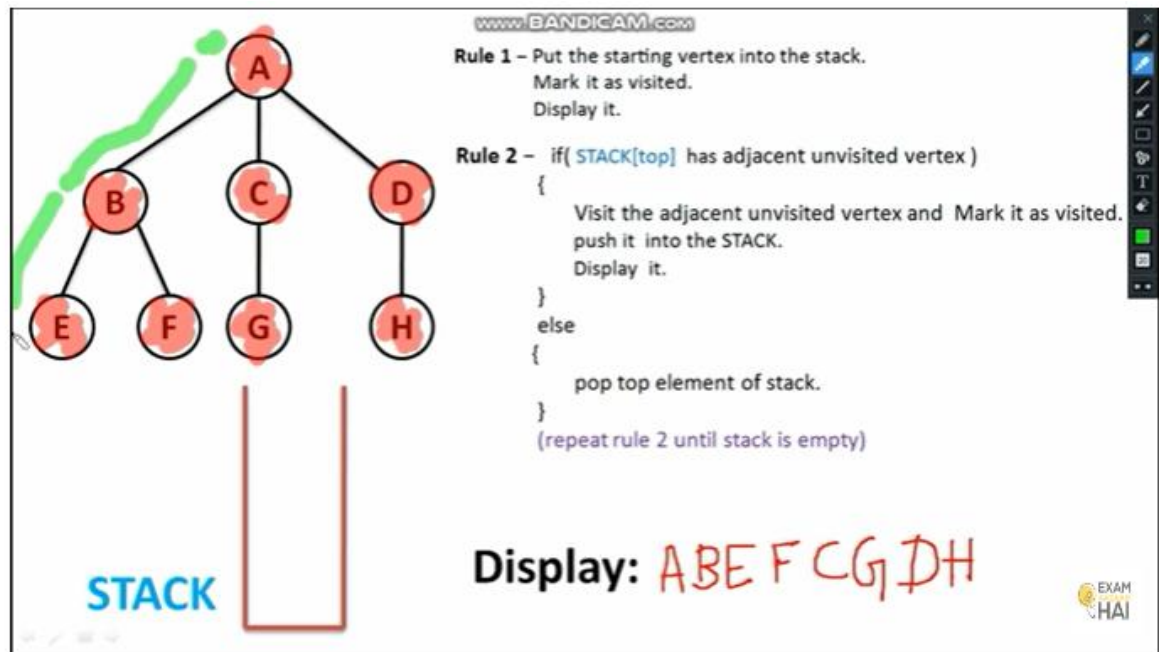 www.BANDICAM.com
Rule 1 – Put the starting vertex into the stack.
Mark it as visited.
Display it.
Rule 2 – if( STACK[top] has adjacent unvisited vertex )
{
Visit the adjacent unvisited vertex and Mark it as visited.
push it into the STACK.
Display it.
}
else
{
pop top element of stack.
}
(repeat rule 2 until stack is empty)
A
B
C
D
E
F
G
H
STACK
Display: ABEFCGDH
T
EXAM
HAI